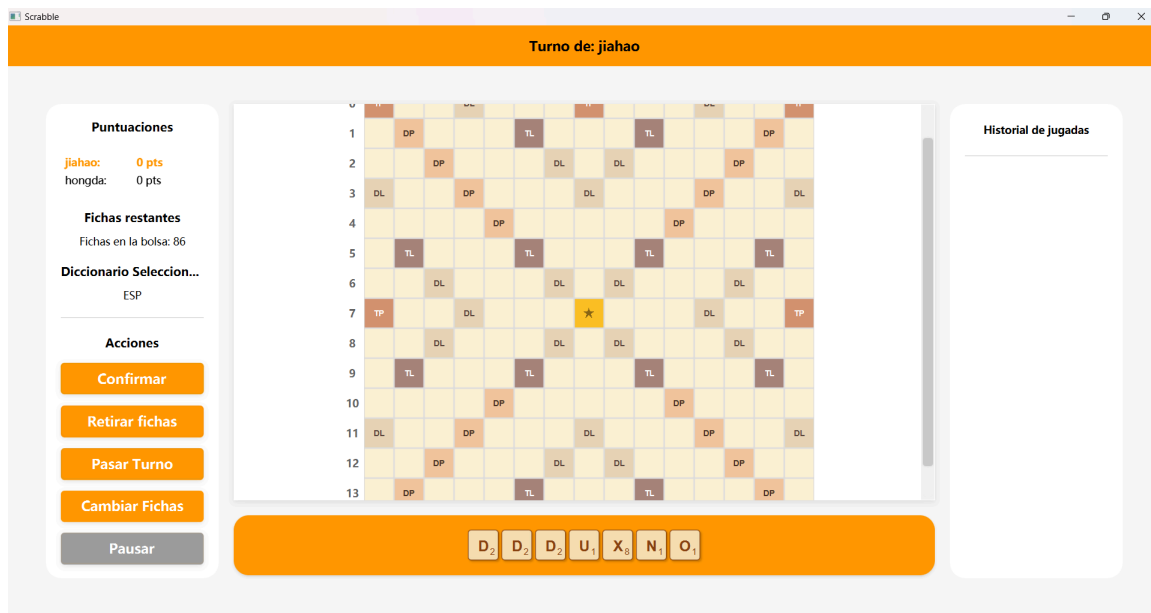 Scrabble
Turno de: jiahao
Puntuaciones
jiahao: 0 pts
hongda: 0 pts
Fichas restantes
Fichas en la bolsa: 86
Diccionario Seleccion...
ESP
Acciones
Confirmar
Retirar fichas
Pasar Turno
Cambiar Fichas
Pausar
1 DP TL TL DP
2 DP DL DL DP
3 DL DP DL DP DL
4 DP DP
5 TL TL TL TL
6 DL DL DL DL
7 TP DL ★ DL TP
8 DL DL DL DL
9 TL TL TL TL
10 DP DP
11 DL DP DL DP DL
12 DP DL DL DP
13 DP TL TL DP
D2 D2 D2 U1 X8 N1 O1
Historial de jugadas